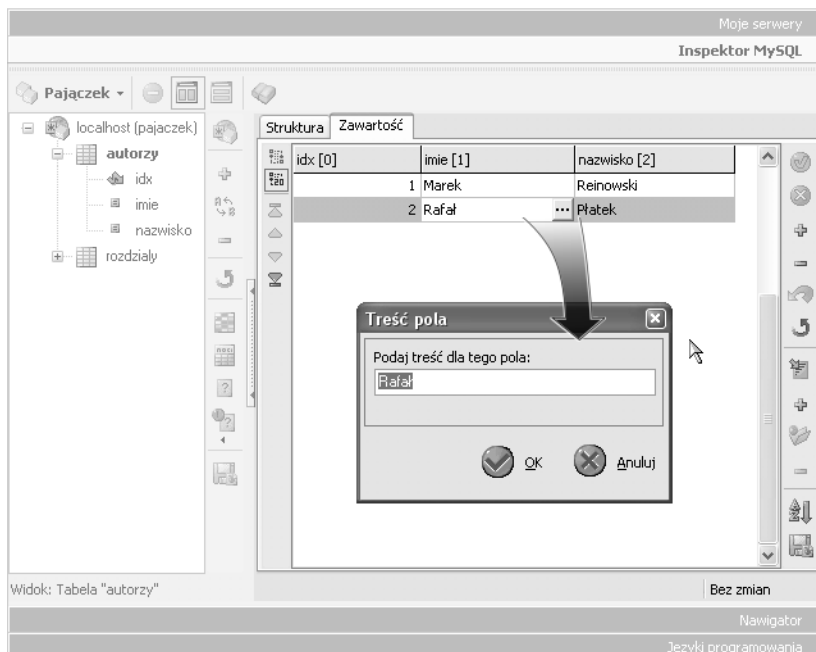 Moje serwery
Inspektor MySQL
Pajączek
localhost (pajaczek)
autorzy
idx
imie
nazwisko
rozdzialy
Struktura
Zawartość
idx [0] imie [1] nazwisko [2]
1 Marek Reinowski
2 Rafał ... Płatek
Treść pola
Podaj treść dla tego pola:
Rafał
OK
Anuluj
Widok: Tabela "autorzy"
Bez zmian
Nawigator
Języki programowania